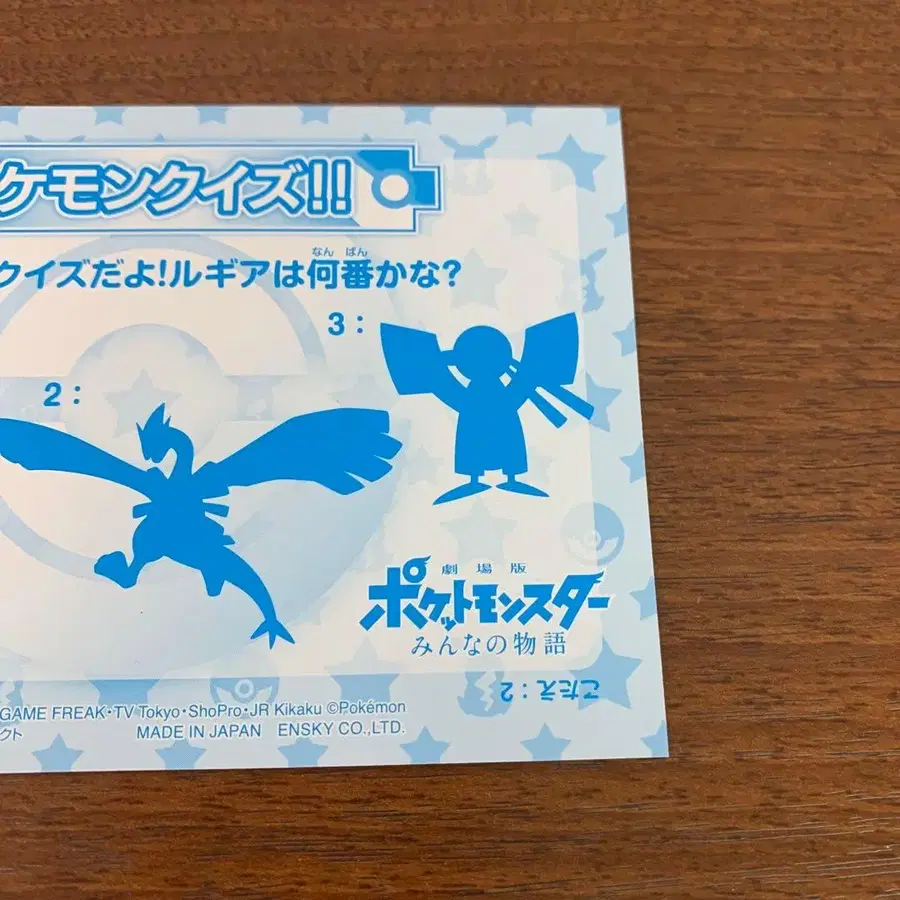 ケモンクイズ!!
クイズだよ!ルギアは何番かな?
なん ばん
3:
2:
劇場版
ポケットモンスター
みんなの物語
こたえ:2
GAME FREAK・TV Tokyo・ShoPro・JR Kikaku ©Pokémon
クト
MADE IN JAPAN ENSKY CO.,LTD.